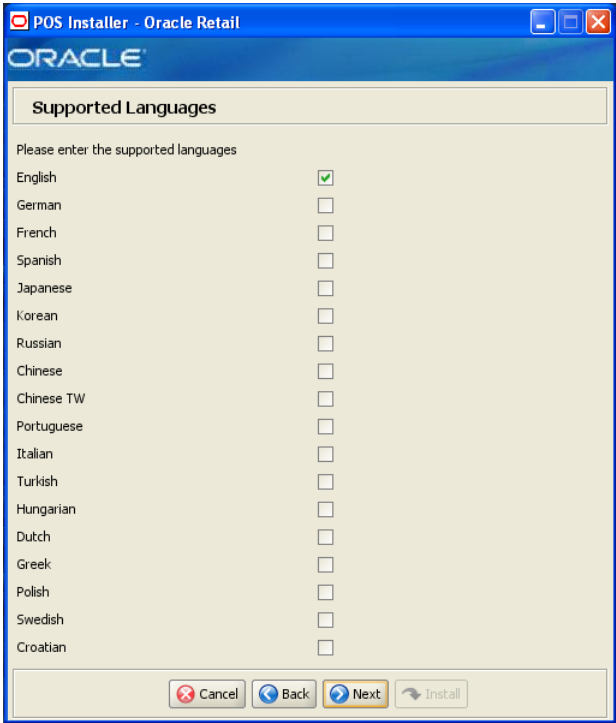 POS Installer - Oracle Retail
ORACLE
Supported Languages
Please enter the supported languages
English
German
French
Spanish
Japanese
Korean
Russian
Chinese
Chinese TW
Portuguese
Italian
Turkish
Hungarian
Dutch
Greek
Polish
Swedish
Croatian
Cancel Back Next Install